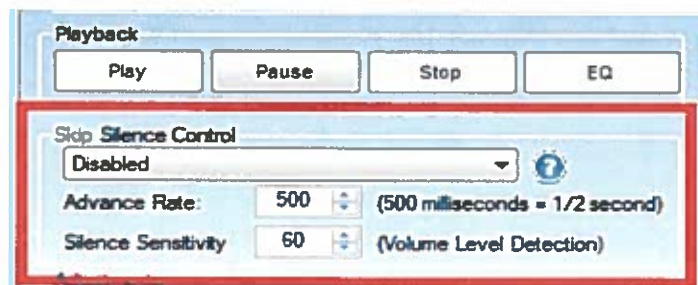 Playback
Play Pause Stop EQ
Skip Silence Control
Disabled
Advance Rate: 500 (500 milliseconds = 1/2 second)
Silence Sensitivity 60 (Volume Level Detection)